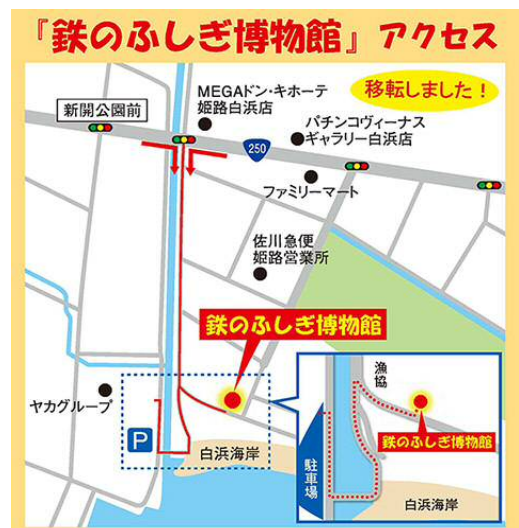 『鉄のふしぎ博物館』アクセス
移転しました！
MEGAドン・キホーテ
姫路白浜店
新開公園前
パチンコヴィーナス
ギャラリー白浜店
250
ファミリーマート
佐川急便
姫路営業所
鉄のふしぎ博物館
ヤカグループ
P
白浜海岸
漁協
鉄のふしぎ博物館
駐車場
白浜海岸